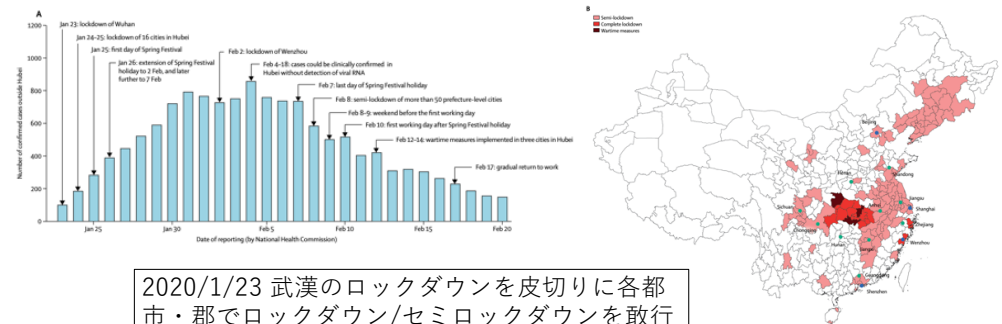 A
Jan 23: lockdown of Wuhan
Jan 24–25: lockdown of 16 cities in Hubei
Jan 25: first day of Spring Festival
Jan 26: extension of Spring Festival
holiday to 2 Feb, and later
further to 7 Feb
Feb 2: lockdown of Wenzhou
Feb 4–18: cases could be clinically confirmed in
Hubei without detection of viral RNA
Feb 7: last day of Spring Festival holiday
Feb 8: semi-lockdown of more than 50 prefecture-level cities
Feb 8–9: weekend before the first working day
Feb 10: first working day after Spring Festival holiday
Feb 12–14: wartime measures implemented in three cities in Hubei
Feb 17: gradual return to work
Number of confirmed cases outside Hubei
1200
1000
800
600
400
200
0
Jan 25
Jan 30
Feb 5
Feb 10
Feb 15
Feb 20
Date of reporting (by National Health Commission)
B
Semi-lockdown
Complete lockdown
Wartime measures
Beijing
Shandong
Henan
Jiangsu
Shanghai
Anhui
Sichuan
Chongqing
Zhejiang
Wenzhou
Hunan
Jiangxi
Guangdong
Shenzhen
2020/1/23 武漢のロックダウンを皮切りに各都
市・郡でロックダウン/セミロックダウンを敢行